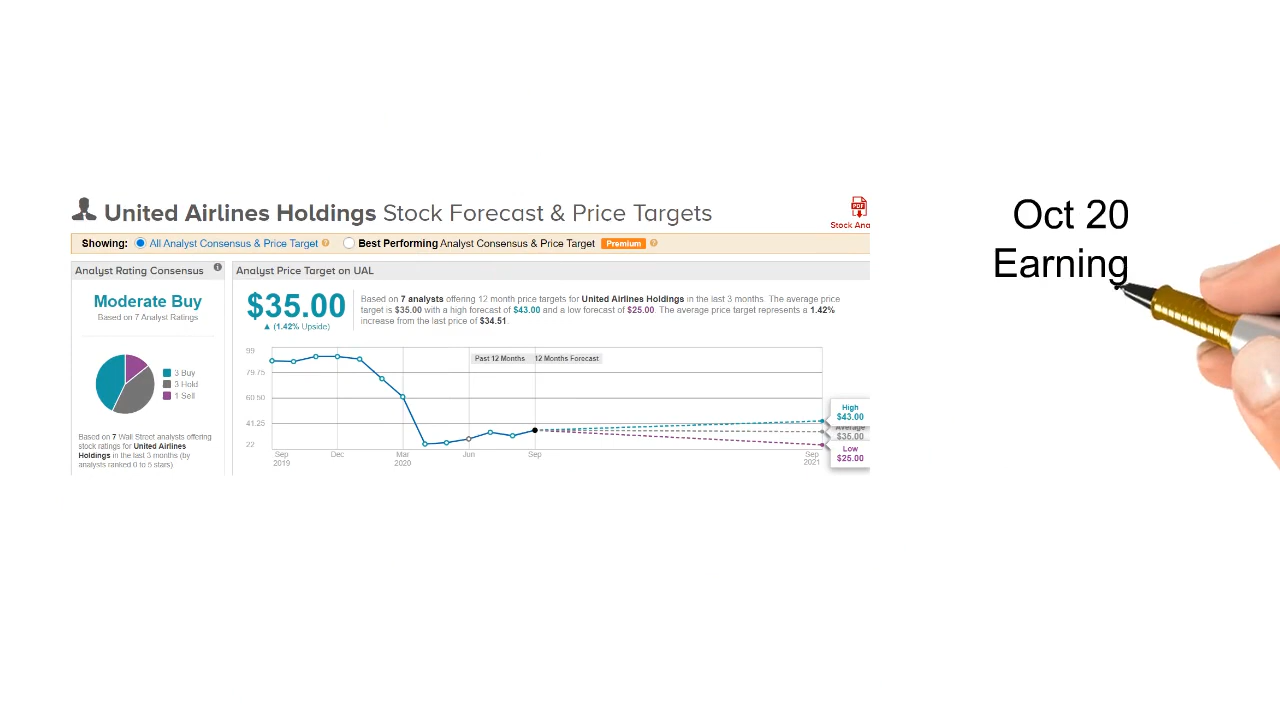 United Airlines Holdings Stock Forecast & Price Targets
PDF
Stock Ana
Showing: All Analyst Consensus & Price Target ? Best Performing Analyst Consensus & Price Target Premium ?
Analyst Rating Consensus
Moderate Buy
Based on 7 Analyst Ratings
3 Buy
3 Hold
1 Sell
Based on 7 Wall Street analysts offering
stock ratings for United Airlines
Holdings in the last 3 months (by
analysts ranked 0 to 5 stars)
Analyst Price Target on UAL
$35.00
▲ (1.42% Upside)
Based on 7 analysts offering 12 month price targets for United Airlines Holdings in the last 3 months. The average price
target is $35.00 with a high forecast of $43.00 and a low forecast of $25.00. The average price target represents a 1.42%
increase from the last price of $34.51.
Past 12 Months 12 Months Forecast
99
79.75
60.50
41.25
22
Sep
2019
Dec
Mar
2020
Jun
Sep
Sep
2021
High
$43.00
Average
$35.00
Low
$25.00
Oct 20
Earning